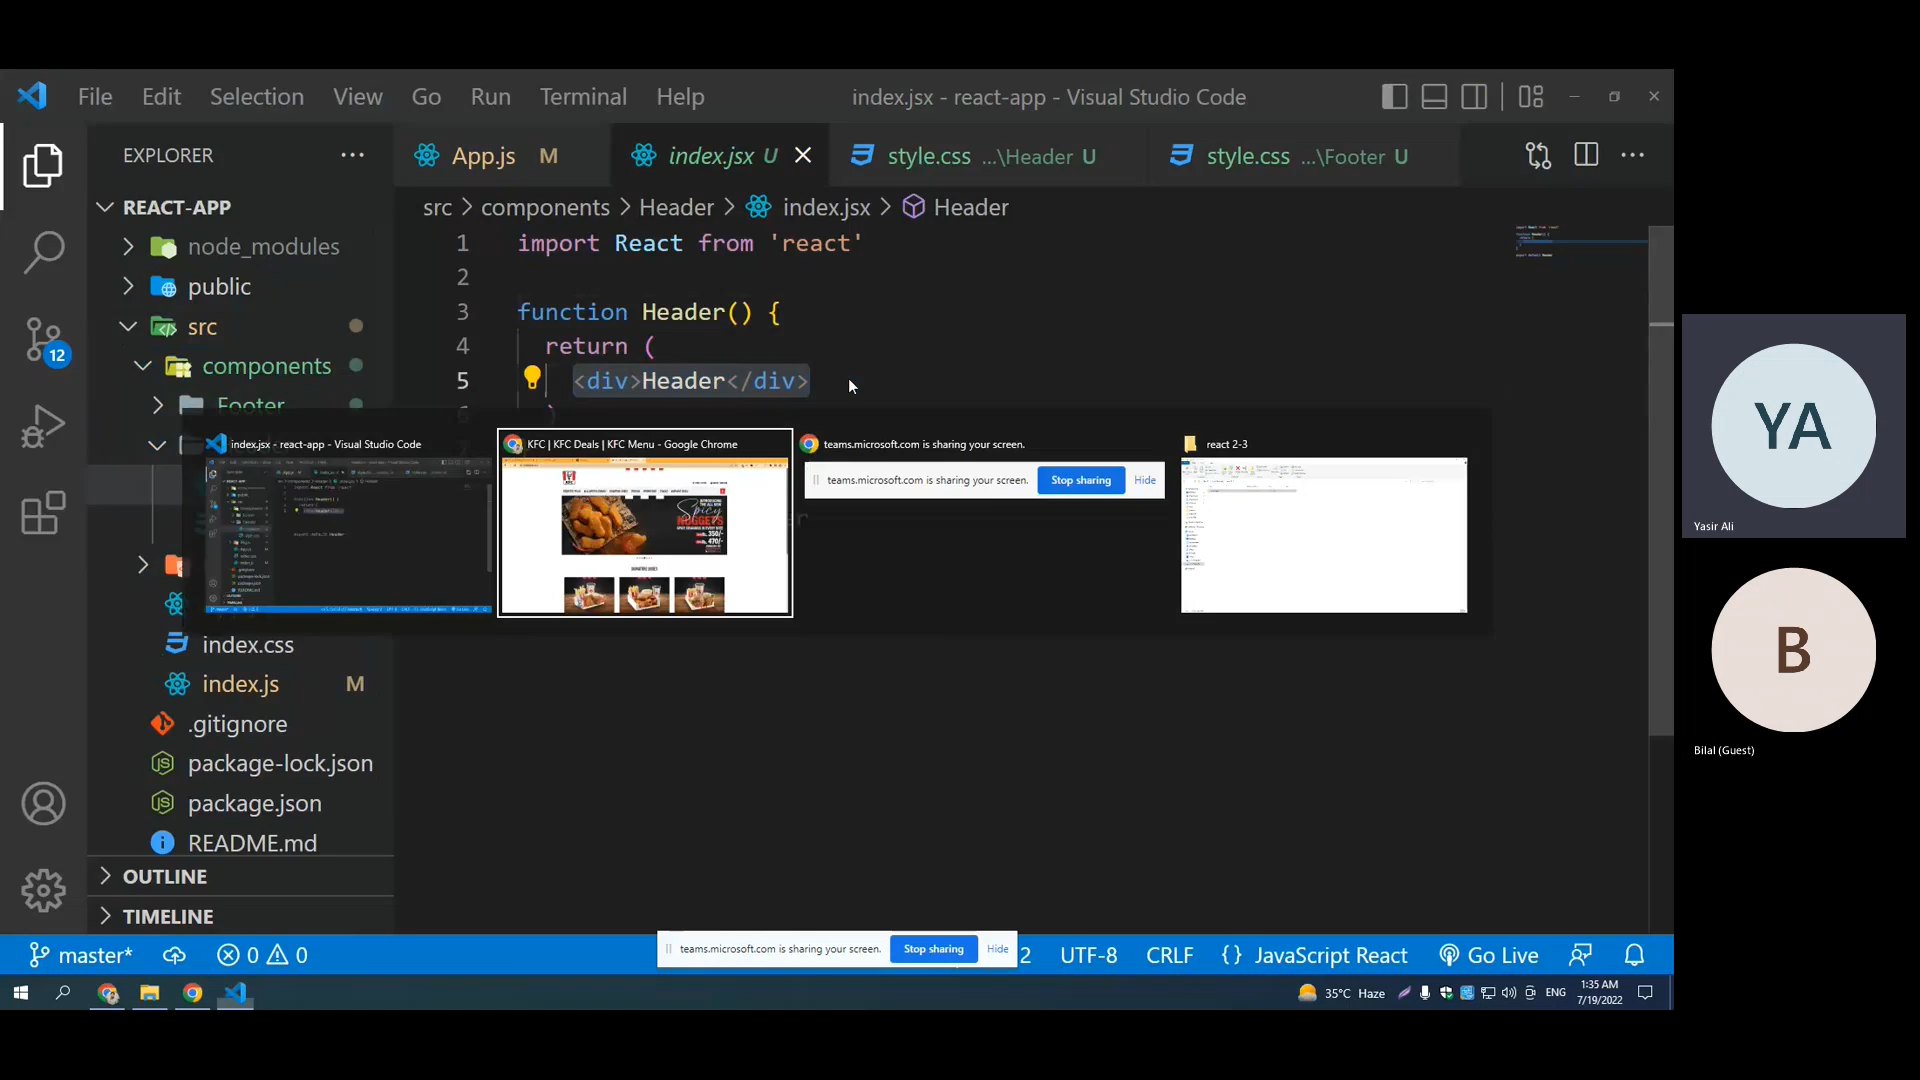 File Edit Selection View Go Run Terminal Help
index.jsx - react-app - Visual Studio Code
EXPLORER
App.js M
index.jsx U
style.css ...\Header U
style.css ...\Footer U
REACT-APP
src > components > Header > index.jsx > Header
node_modules
public
src
components
Footer
index.css
index.js M
.gitignore
package-lock.json
package.json
README.md
OUTLINE
TIMELINE
12
1 import React from 'react'
2
3 function Header() {
4 return (
5 <div>Header</div>
6 )
index.jsx - react-app - Visual Studio Code
KFC | KFC Deals | KFC Menu - Google Chrome
teams.microsoft.com is sharing your screen.
react 2-3
teams.microsoft.com is sharing your screen. Stop sharing Hide
Spicy
NUGGETS
350/-
470/-
YA
Yasir Ali
B
Bilal (Guest)
master* 0 0
teams.microsoft.com is sharing your screen. Stop sharing Hide
2 UTF-8 CRLF {} JavaScript React Go Live
35°C Haze ENG
1:35 AM
7/19/2022